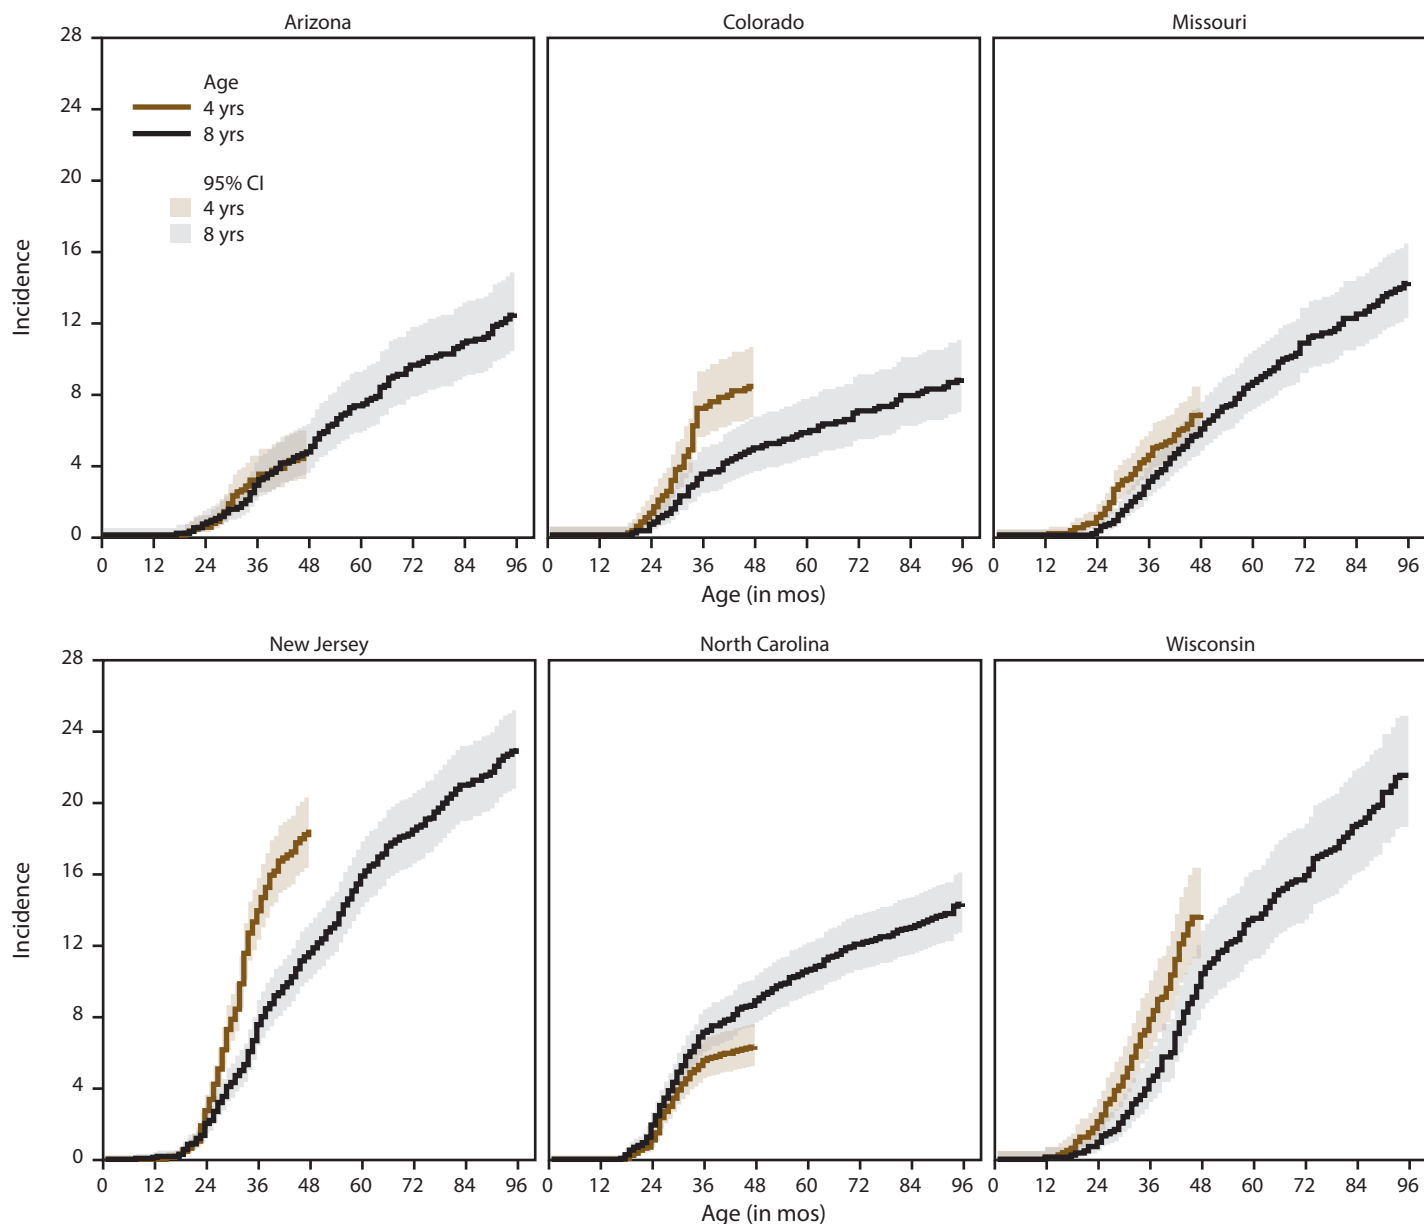 Arizona
Colorado
Missouri
28
24
20
16
12
8
4
0
Incidence
Age
4 yrs
8 yrs
95% CI
4 yrs
8 yrs
0 12 24 36 48 60 72 84 96
0 12 24 36 48 60 72 84 96
0 12 24 36 48 60 72 84 96
Age (in mos)
New Jersey
North Carolina
Wisconsin
28
24
20
16
12
8
4
0
Incidence
0 12 24 36 48 60 72 84 96
0 12 24 36 48 60 72 84 96
0 12 24 36 48 60 72 84 96
Age (in mos)